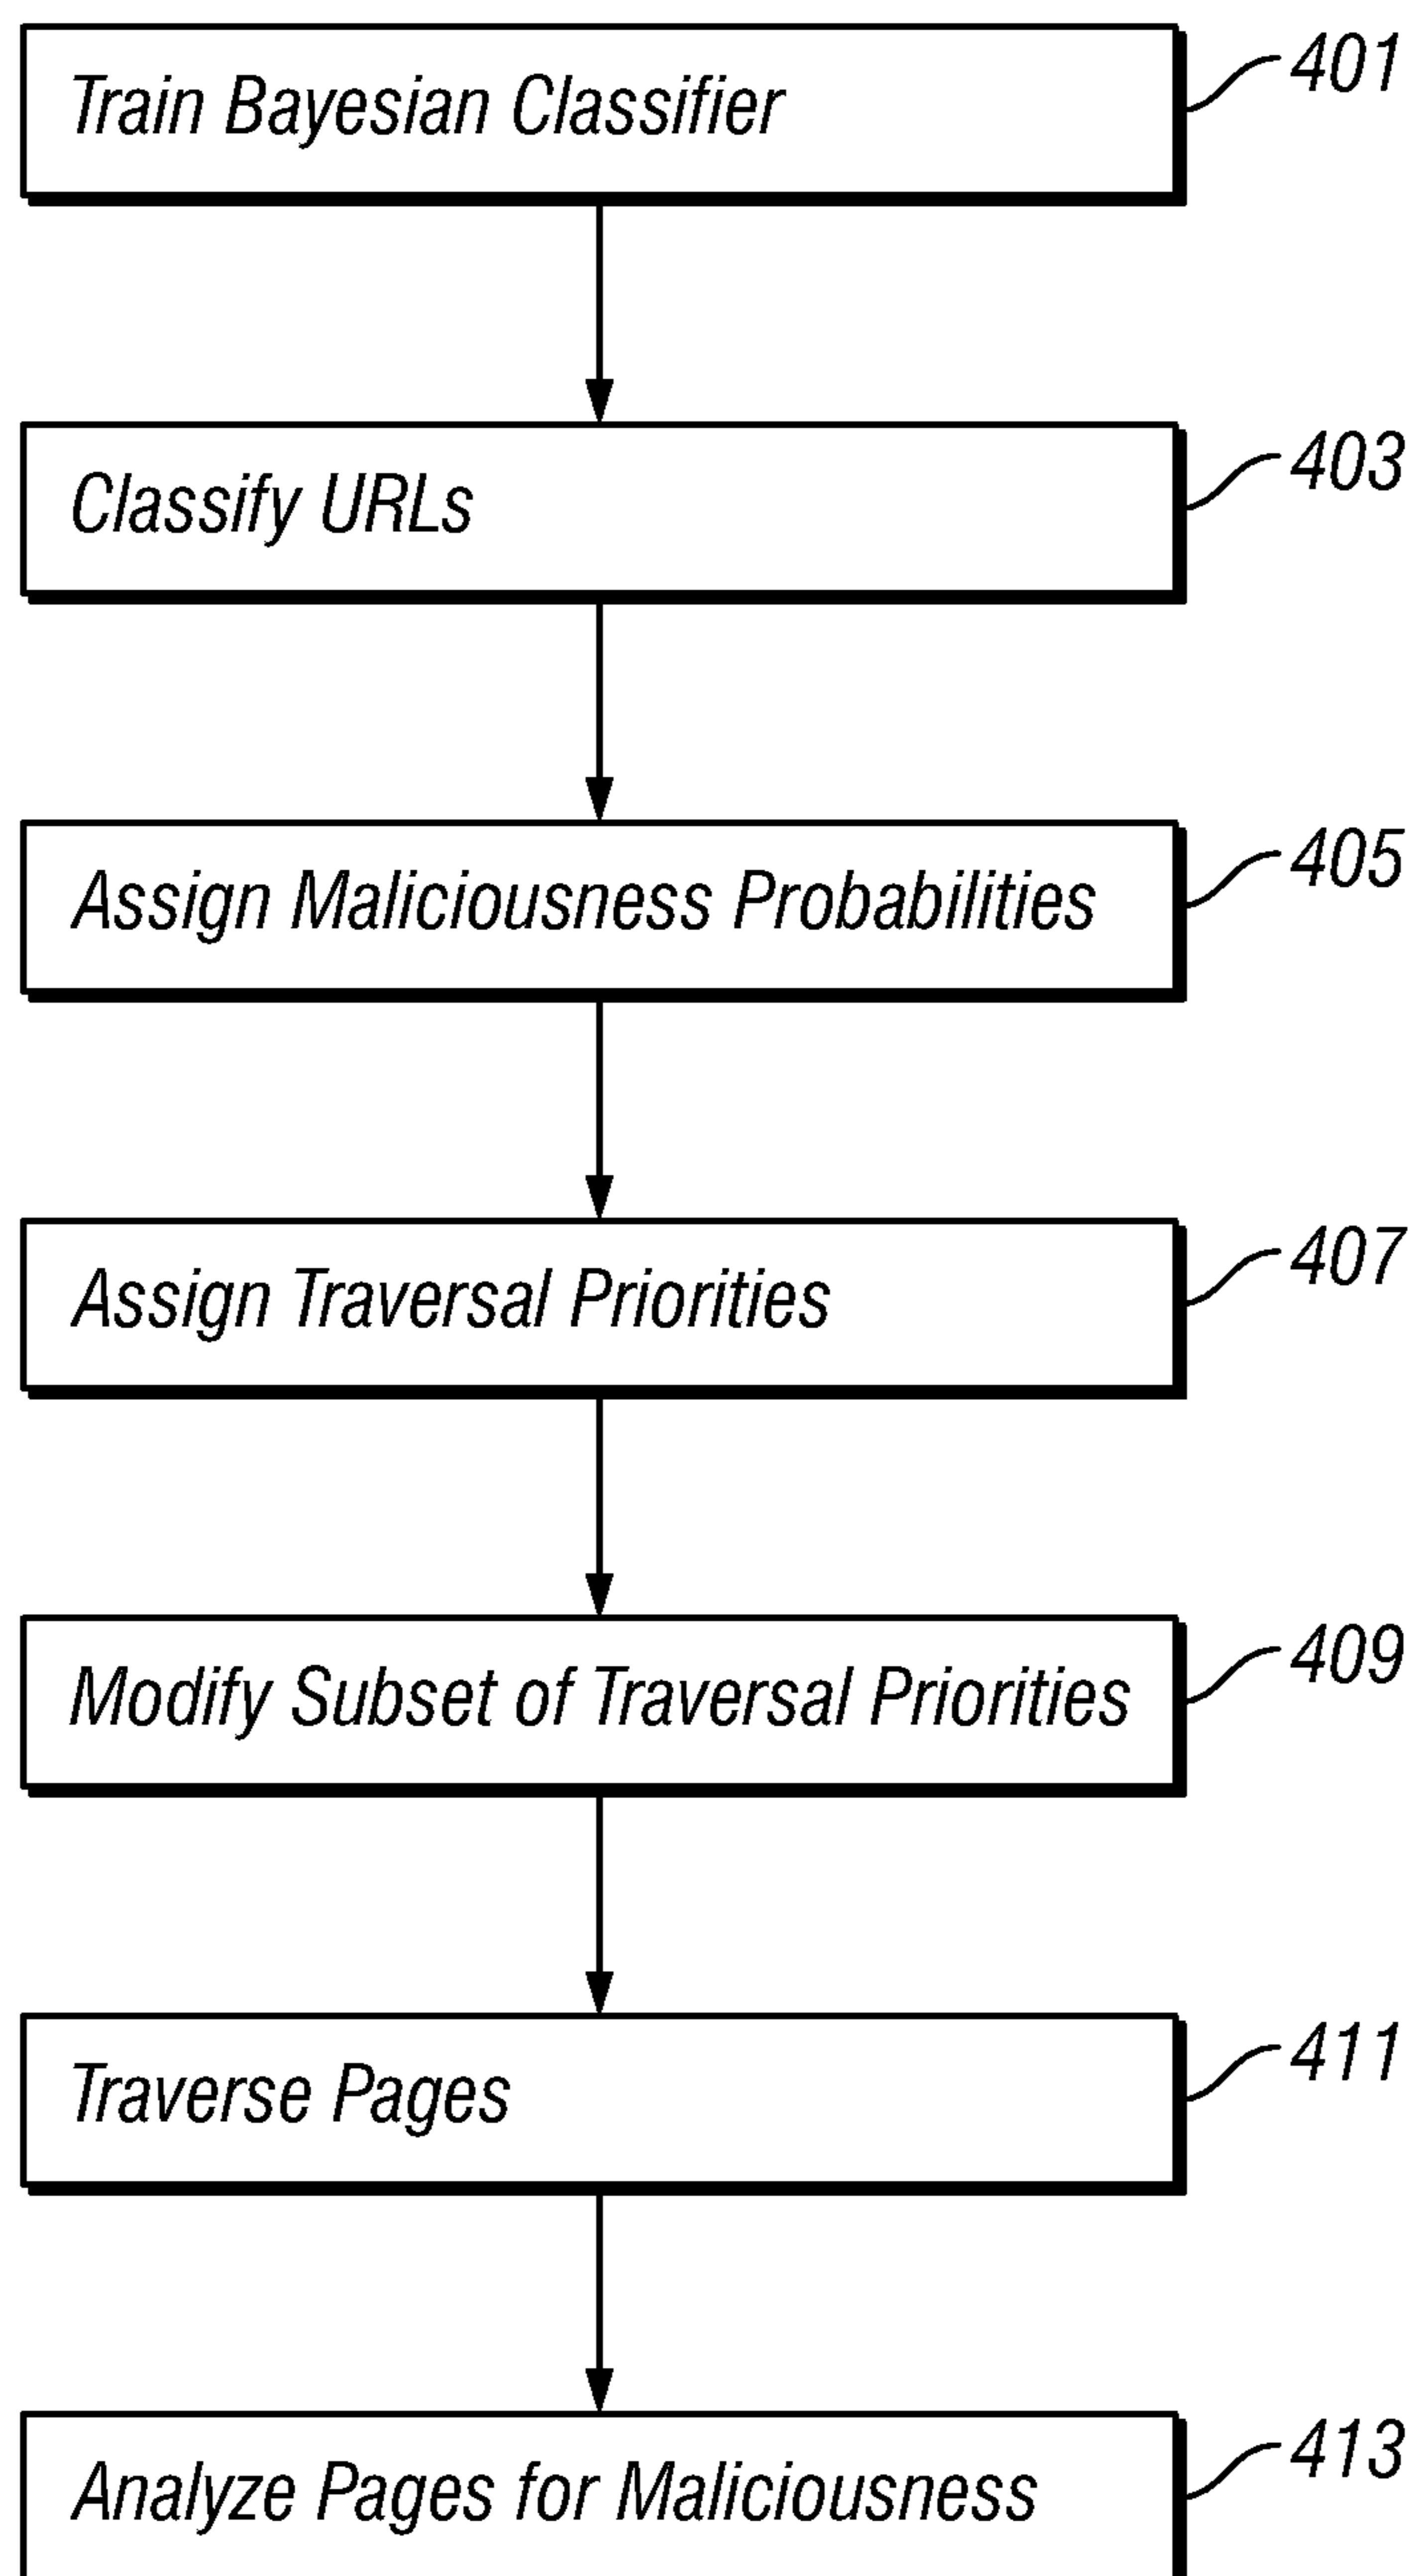 Train Bayesian Classifier 401
Classify URLs 403
Assign Maliciousness Probabilities 405
Assign Traversal Priorities 407
Modify Subset of Traversal Priorities 409
Traverse Pages 411
Analyze Pages for Maliciousness 413